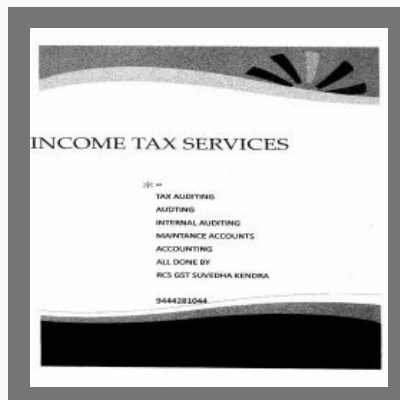 INCOME TAX SERVICES
TAX AUDITING
AUDTING
INTERNAL AUDITING
MAINTANCE ACCOUNTS
ACCOUNTING
ALL DONE BY
RCS GST SUVEDHA KENDRA
9444281044